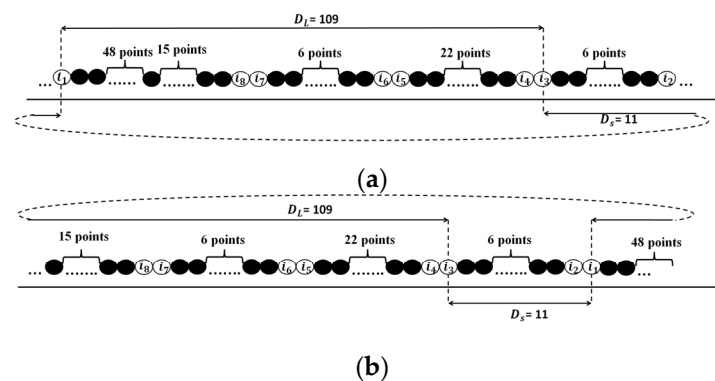 D_L = 109
48 points 15 points 6 points 22 points 6 points
... i_1 ...... ....... i_8 i_7 ....... i_6 i_5 ....... i_4 i_3 ....... i_2 ...
D_s = 11
(a)
D_L = 109
15 points 6 points 22 points 6 points 48 points
... ....... i_8 i_7 ....... i_6 i_5 ....... i_4 i_3 ....... i_2 i_1 ...
D_s = 11
(b)